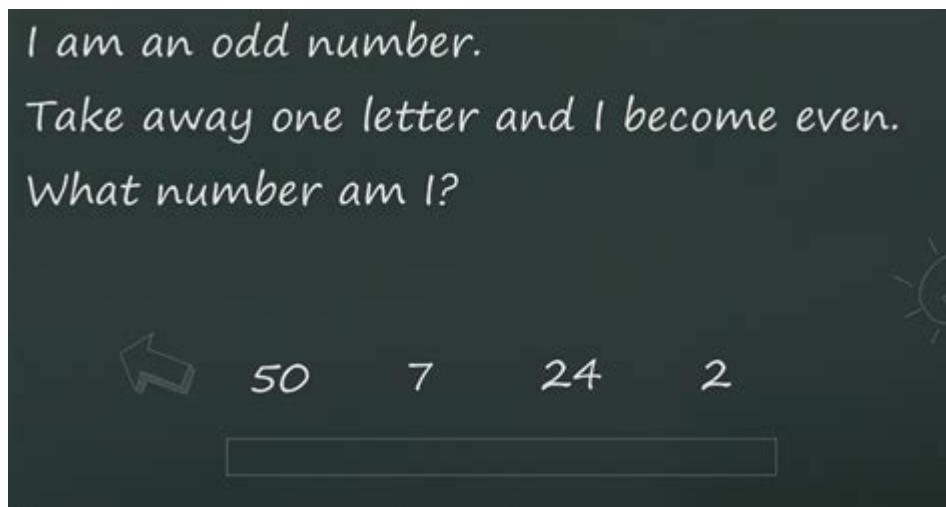 I am an odd number.
Take away one letter and I become even.
What number am I?
50 7 24 2